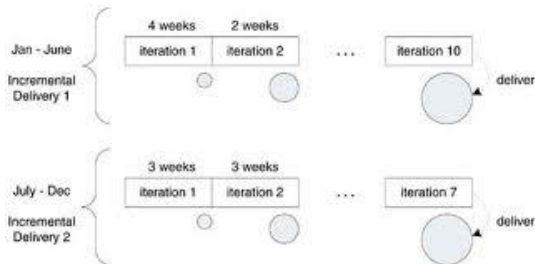 4 weeks 2 weeks
Jan - June iteration 1 iteration 2 ... iteration 10
Incremental deliver
Delivery 1
3 weeks 3 weeks
July - Dec iteration 1 iteration 2 ... iteration 7
Incremental deliver
Delivery 2